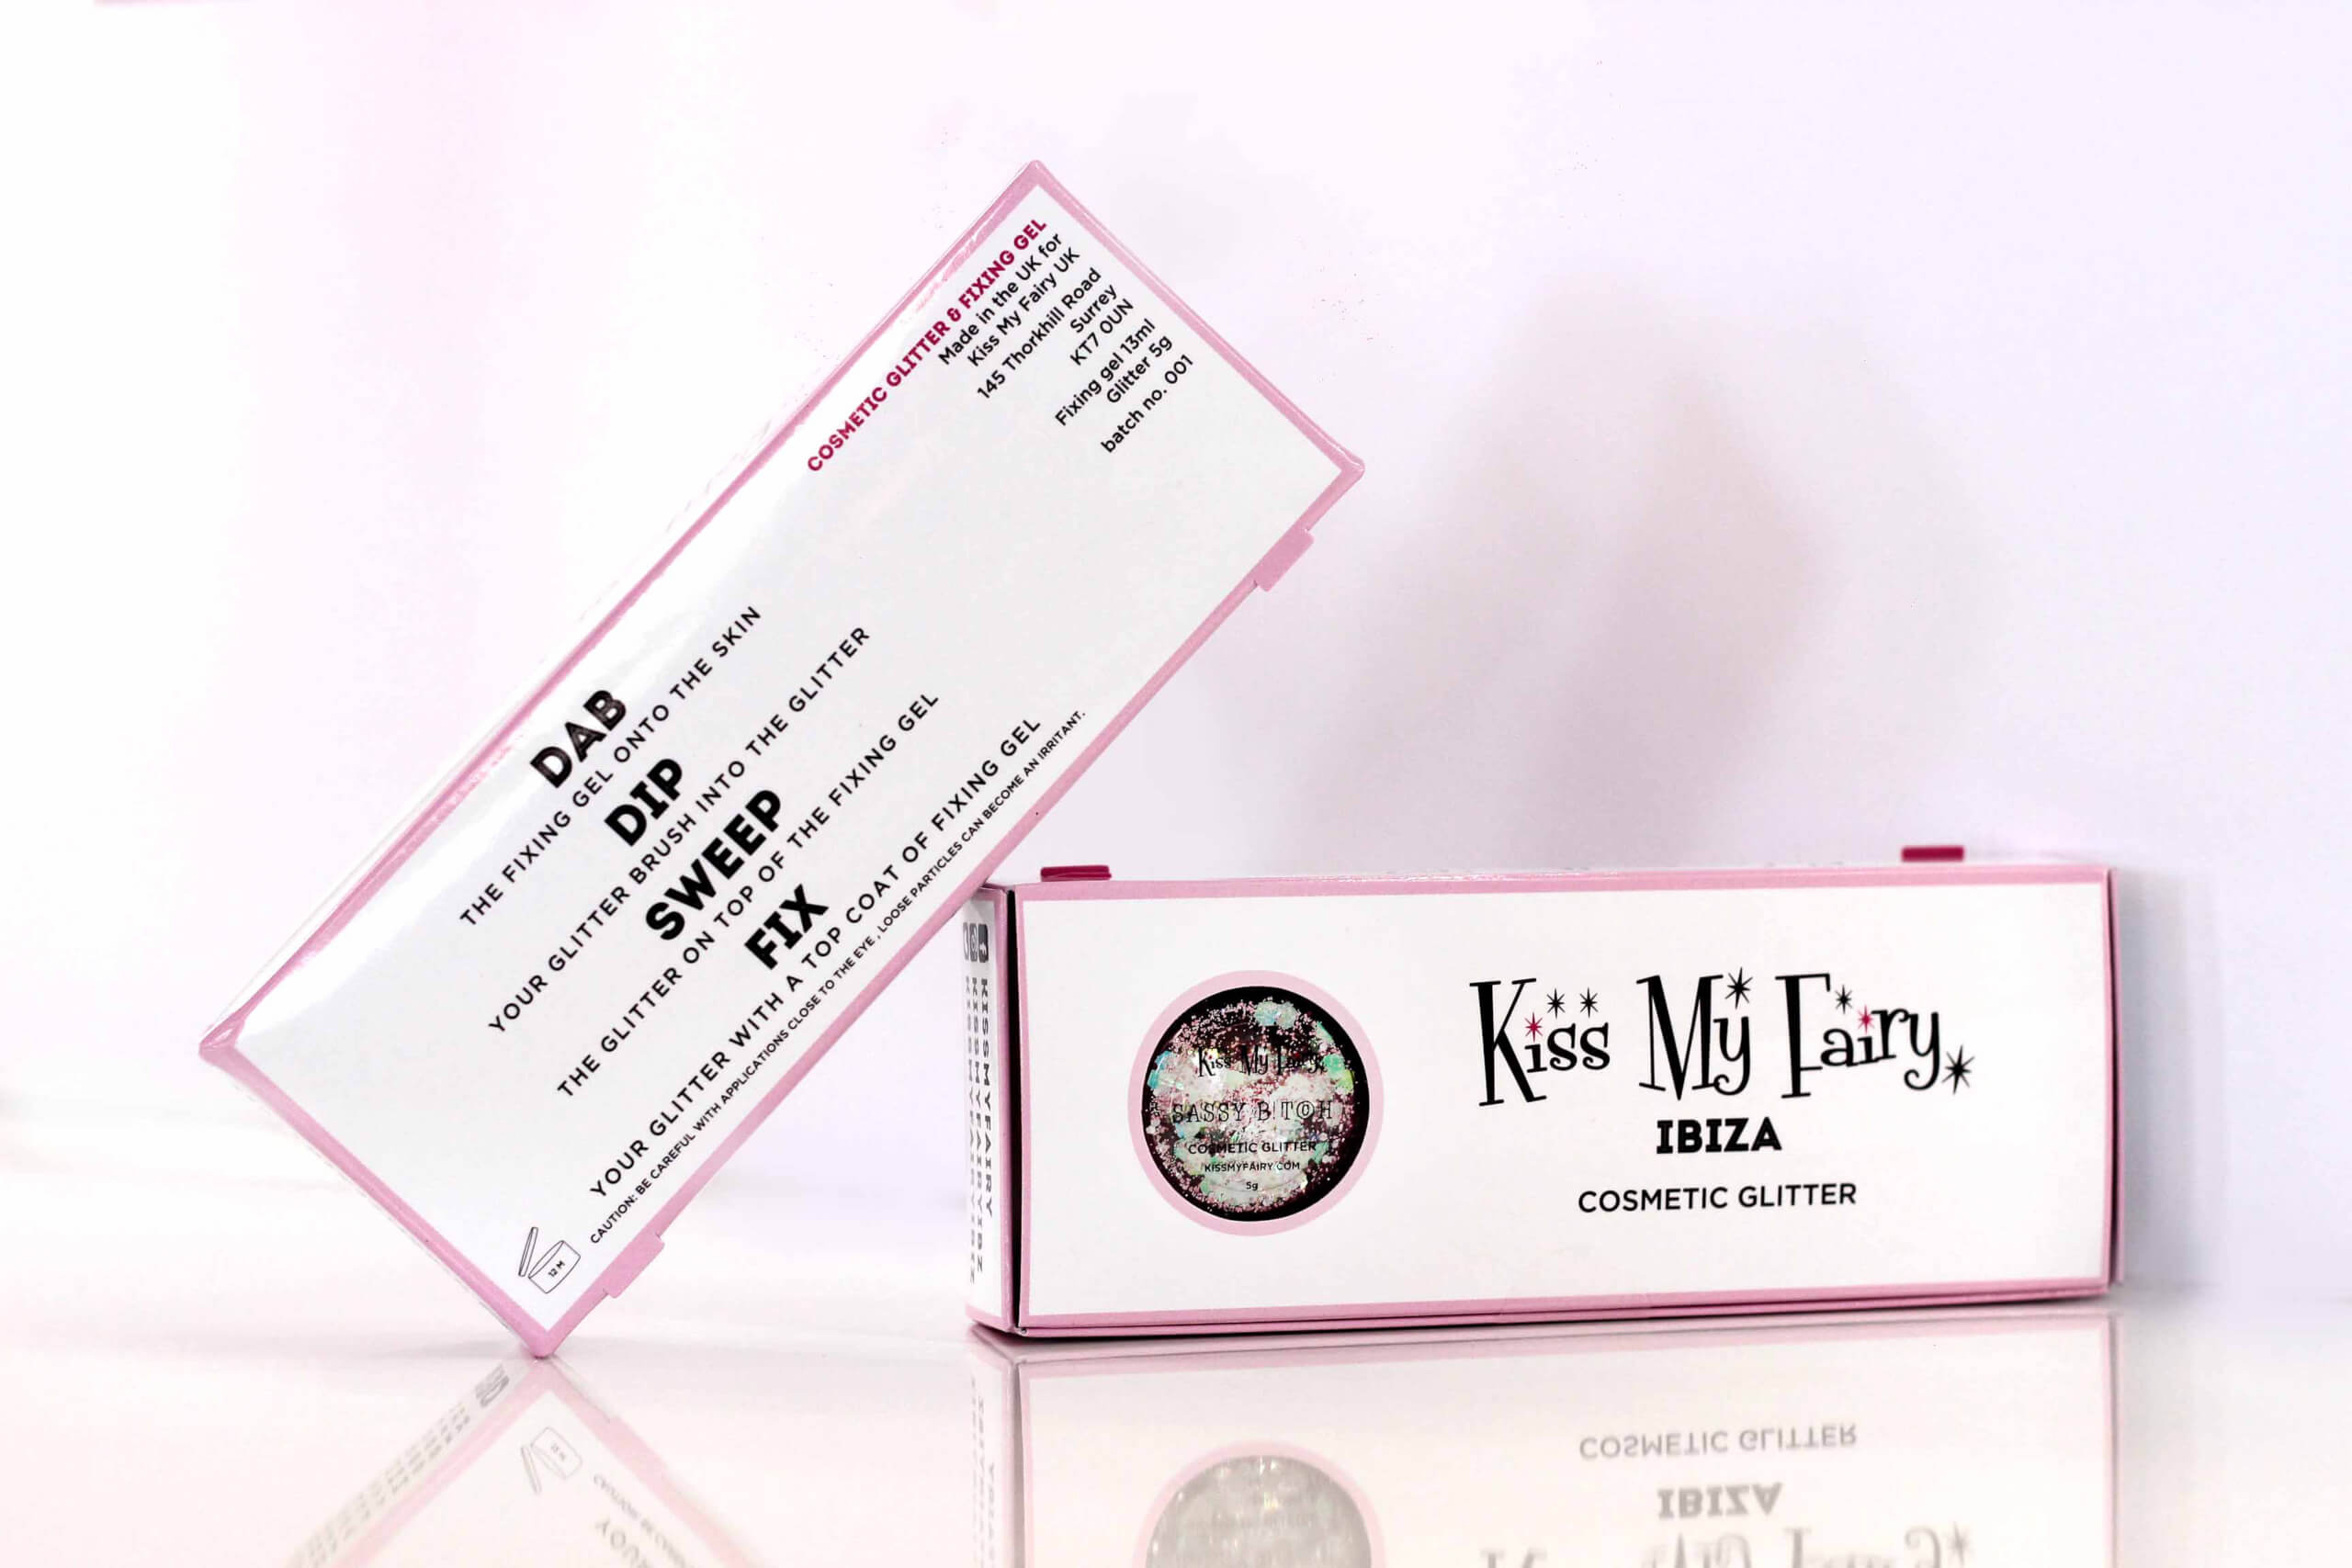 COSMETIC GLITTER & FIXING GEL
Made in the UK for
Kiss My Fairy UK
145 Thorkhill Road
Surrey
KT7 0UN
Fixing gel 13ml
Glitter 5g
batch no. 001
DAB
THE FIXING GEL ONTO THE SKIN
DIP
YOUR GLITTER BRUSH INTO THE GLITTER
SWEEP
THE GLITTER ON TOP OF THE FIXING GEL
FIX
YOUR GLITTER WITH A TOP COAT OF FIXING GEL
CAUTION: BE CAREFUL WITH APPLICATIONS CLOSE TO THE EYE, LOOSE PARTICLES CAN BECOME AN IRRITANT.
12 M
KISSMYFAIRY
KISSMYFAIRYIBZ
Kiss My Fairy
SASSY B!TCH
COSMETIC GLITTER
KISSMYFAIRY.COM
5g
Kiss My Fairy
IBIZA
COSMETIC GLITTER